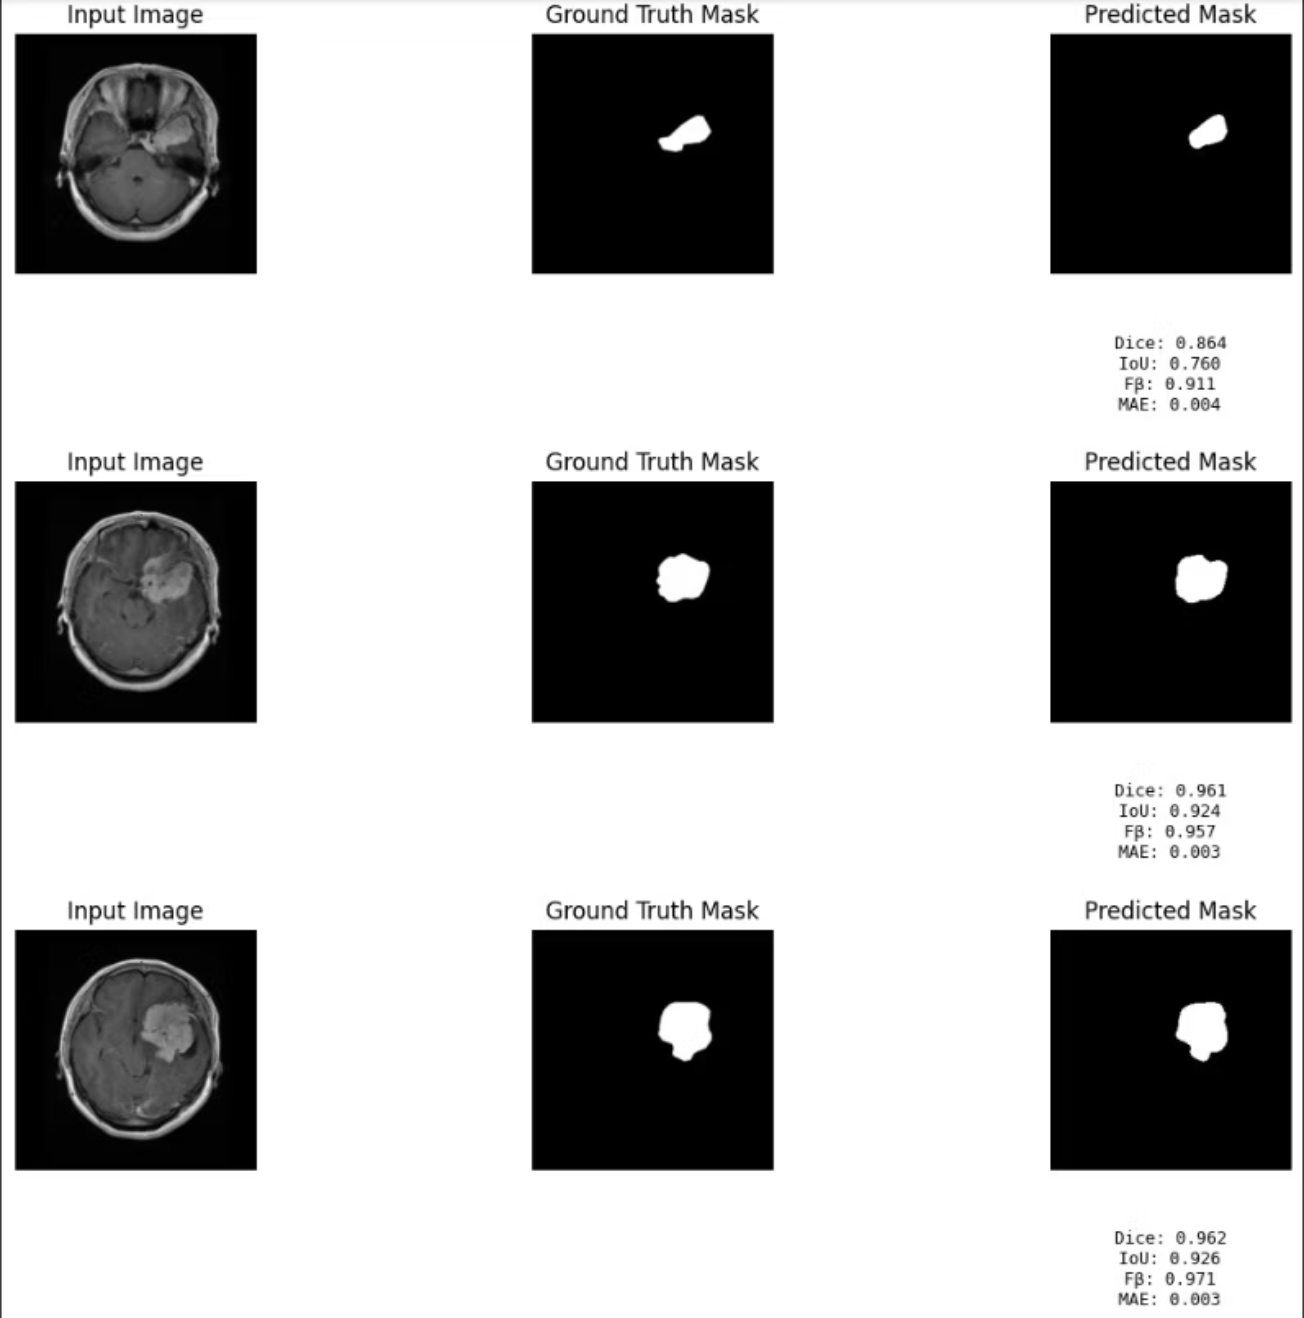 Input Image
Ground Truth Mask
Predicted Mask
Dice: 0.864
IoU: 0.760
Fβ: 0.911
MAE: 0.004
Input Image
Ground Truth Mask
Predicted Mask
Dice: 0.961
IoU: 0.924
Fβ: 0.957
MAE: 0.003
Input Image
Ground Truth Mask
Predicted Mask
Dice: 0.962
IoU: 0.926
Fβ: 0.971
MAE: 0.003